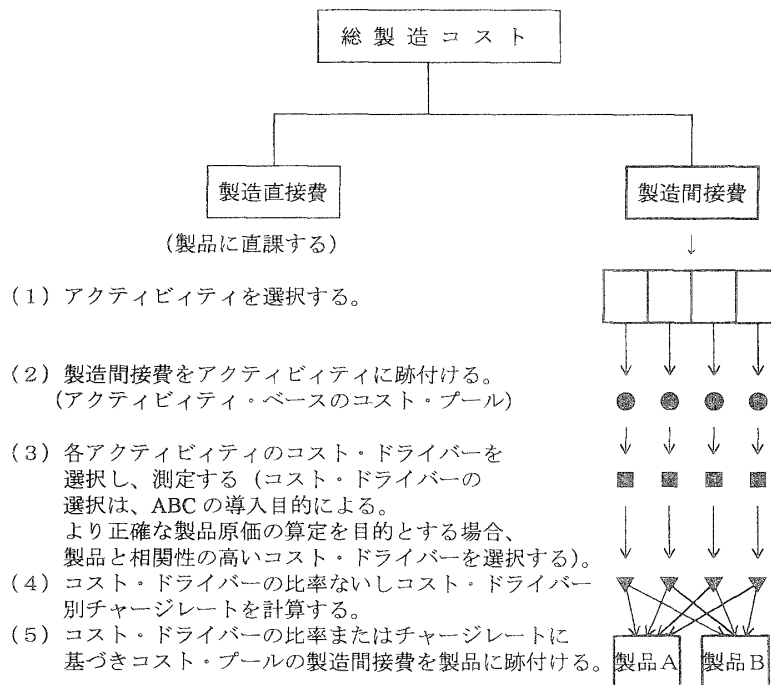 総製造コスト
製造直接費
製造間接費
(製品に直課する)
(1)アクティビィティを選択する。
(2)製造間接費をアクティビィティに跡付ける。
(アクティビィティ・ベースのコスト・プール)
(3)各アクティビィティのコスト・ドライバーを
選択し、測定する(コスト・ドライバーの
選択は、ABCの導入目的による。
より正確な製品原価の算定を目的とする場合、
製品と相関性の高いコスト・ドライバーを選択する)。
(4)コスト・ドライバーの比率ないしコスト・ドライバー
別チャージレートを計算する。
(5)コスト・ドライバーの比率またはチャージレートに
基づきコスト・プールの製造間接費を製品に跡付ける。
製品A
製品B